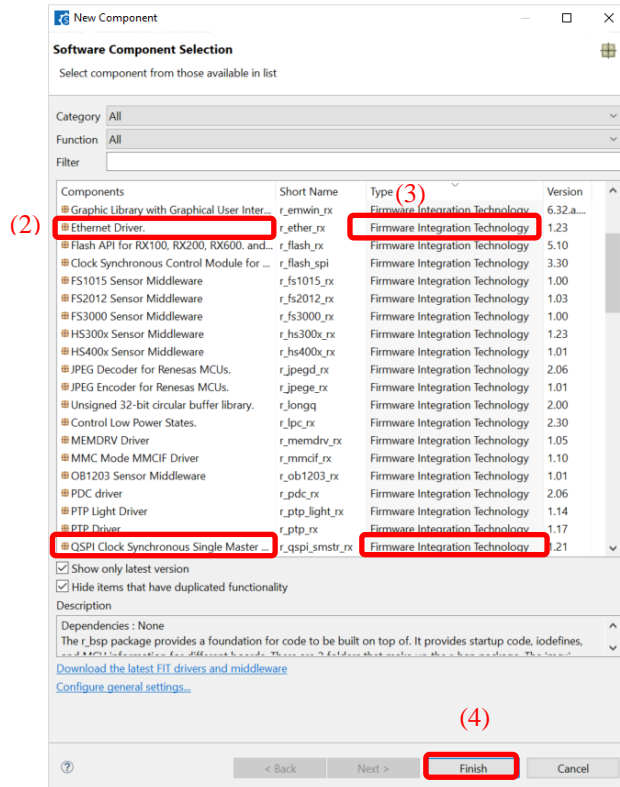 New Component
Software Component Selection
Select component from those available in list
Category All
Function All
Filter
Components Short Name Type (3) Version
Graphic Library with Graphical User Inter... r_emwin_rx Firmware Integration Technology 6.32.a....
(2) Ethernet Driver. r_ether_rx Firmware Integration Technology 1.23
Flash API for RX100, RX200, RX600. and... r_flash_rx Firmware Integration Technology 5.10
Clock Synchronous Control Module for ... r_flash_spi Firmware Integration Technology 3.30
FS1015 Sensor Middleware r_fs1015_rx Firmware Integration Technology 1.00
FS2012 Sensor Middleware r_fs2012_rx Firmware Integration Technology 1.03
FS3000 Sensor Middleware r_fs3000_rx Firmware Integration Technology 1.00
HS300x Sensor Middleware r_hs300x_rx Firmware Integration Technology 1.23
HS400x Sensor Middleware r_hs400x_rx Firmware Integration Technology 1.01
JPEG Decoder for Renesas MCUs. r_jpegd_rx Firmware Integration Technology 2.06
JPEG Encoder for Renesas MCUs. r_jpege_rx Firmware Integration Technology 1.01
Unsigned 32-bit circular buffer library. r_longq Firmware Integration Technology 2.00
Control Low Power States. r_lpc_rx Firmware Integration Technology 2.30
MEMDRV Driver r_memdrv_rx Firmware Integration Technology 1.05
MMC Mode MMCIF Driver r_mmcif_rx Firmware Integration Technology 1.10
OB1203 Sensor Middleware r_ob1203_rx Firmware Integration Technology 1.01
PDC driver r_pdc_rx Firmware Integration Technology 2.06
PTP Light Driver r_ptp_light_rx Firmware Integration Technology 1.14
PTP Driver r_ptp_rx Firmware Integration Technology 1.17
QSPI Clock Synchronous Single Master ... r_qspi_smstr_rx Firmware Integration Technology 1.21
Show only latest version
Hide items that have duplicated functionality
Description
Dependencies : None
The r_bsp package provides a foundation for code to be built on top of. It provides startup code, iodefines,
Download the latest FIT drivers and middleware
Configure general settings...
(4)
< Back Next > Finish Cancel